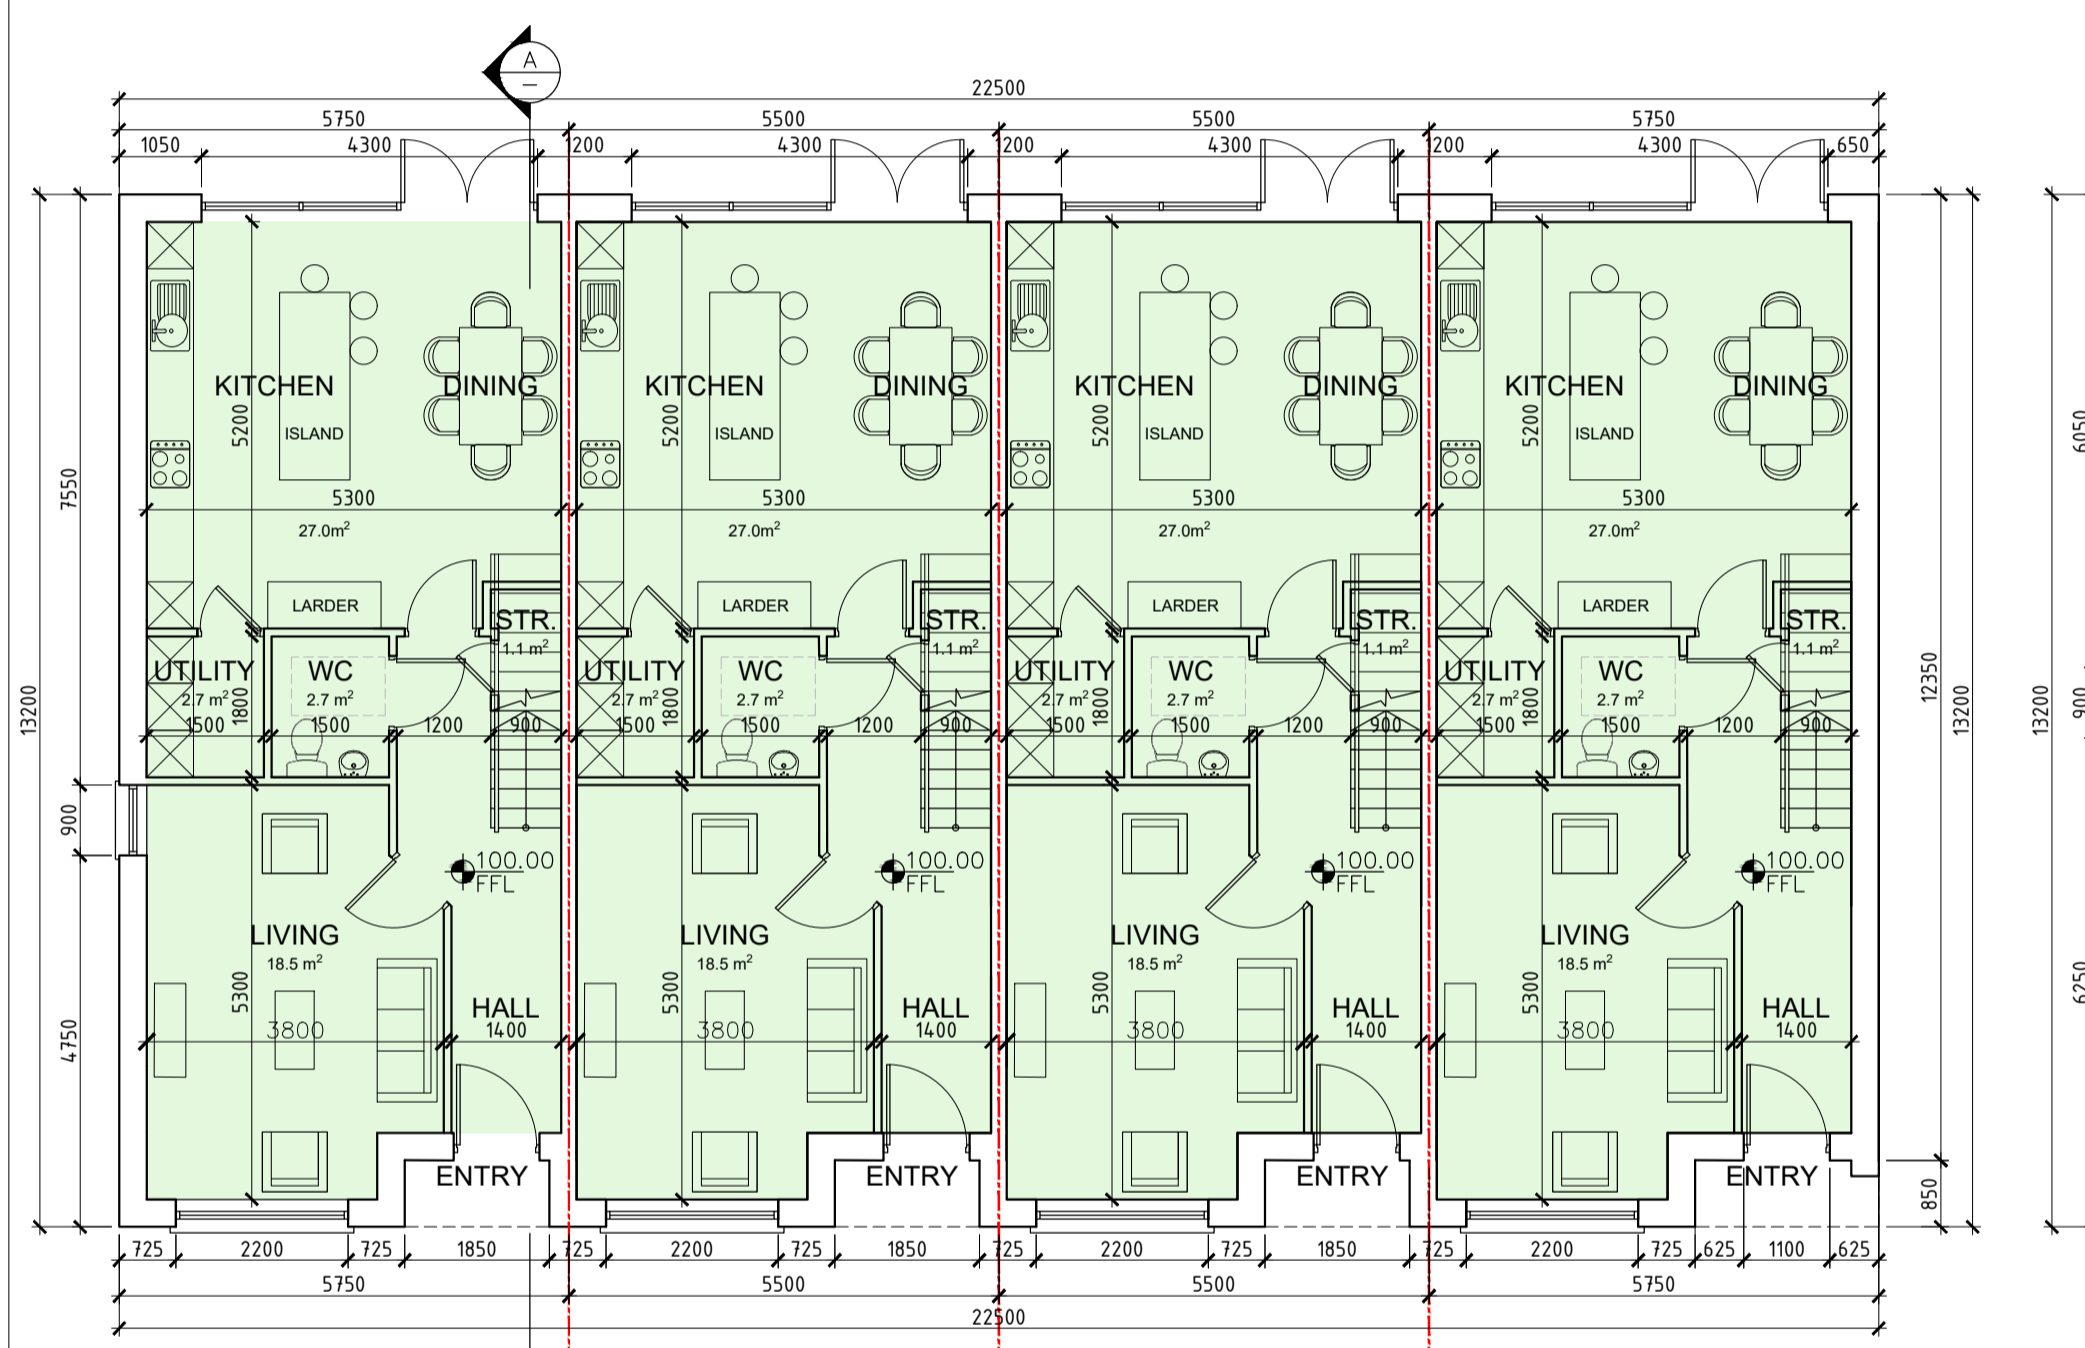 A
22500
5750 5500 5500 5750
1050 4300 1200 4300 1200 4300 1200 4300 650
KITCHEN DINING KITCHEN DINING KITCHEN DINING KITCHEN DINING
5200 5200 5200 5200
ISLAND ISLAND ISLAND ISLAND
6050
7550
5300 5300 5300 5300
27.0m² 27.0m² 27.0m² 27.0m²
LARDER LARDER LARDER LARDER
STR. STR. STR. STR.
1.1 m² 1.1 m² 1.1 m² 1.1 m²
UTILITY WC UTILITY WC UTILITY WC UTILITY WC
2.7 m² 2.7 m² 2.7 m² 2.7 m² 2.7 m² 2.7 m² 2.7 m² 2.7 m²
1800 1800 1800 1800
13200 12350 13200 13200 900
1500 1500 1200 900 1500 1500 1200 900 1500 1500 1200 900 1500 1500 1200 900
900
100.00 100.00 100.00 100.00
FFL FFL FFL FFL
LIVING LIVING LIVING LIVING
18.5 m² 18.5 m² 18.5 m² 18.5 m²
5300 5300 5300 5300
6250
HALL HALL HALL HALL
4750
3800 1400 3800 1400 3800 1400 3800 1400
ENTRY ENTRY ENTRY ENTRY
850
725 2200 725 1850 725 2200 725 1850 725 2200 725 1850 725 2200 725 625 1100 625
5750 5500 5500 5750
22500